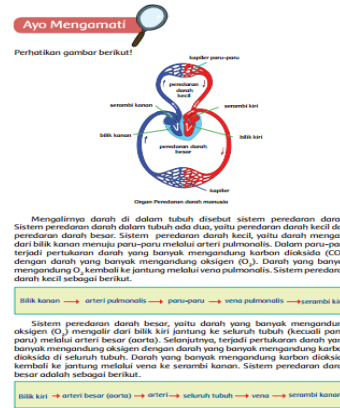 Ayo Mengamati
Perhatikan gambar berikut!
kapiler paru-paru
peredaran
darah
kecil
serambi kanan
serambi kiri
bilik kanan
bilik kiri
peredaran darah
besar
kapiler
Organ Peredaran darah manusia
Mengalirnya darah di dalam tubuh disebut sistem peredaran dara
Sistem peredaran darah dalam tubuh ada dua, yaitu peredaran darah kecil da
peredaran darah besar. Sistem peredaran darah kecil, yaitu darah menga
dari bilik kanan menuju paru-paru melalui arteri pulmonalis. Dalam paru-pa
terjadi pertukaran darah yang banyak mengandung karbon dioksida (CO
dengan darah yang banyak mengandung oksigen (O₂). Darah yang bany
mengandung O₂ kembali ke jantung melalui vena pulmonalis. Sistem peredara
darah kecil sebagai berikut.
Bilik kanan → arteri pulmonalis → paru-paru → vena pulmonalis → serambi ki
Sistem peredaran darah besar, yaitu darah yang banyak mengandun
oksigen (O₂) mengalir dari bilik kiri jantung ke seluruh tubuh (kecuali par
paru) melalui arteri besar (aorta). Selanjutnya, terjadi pertukaran darah yan
banyak mengandung oksigen dengan darah yang banyak mengandung karbo
dioksida di seluruh tubuh. Darah yang banyak mengandung karbon dioksid
kembali ke jantung melalui vena ke serambi kanan. Sistem peredaran dara
besar adalah sebagai berikut.
Bilik kiri → arteri besar (aorta) → arteri → seluruh tubuh → vena → serambi kanan